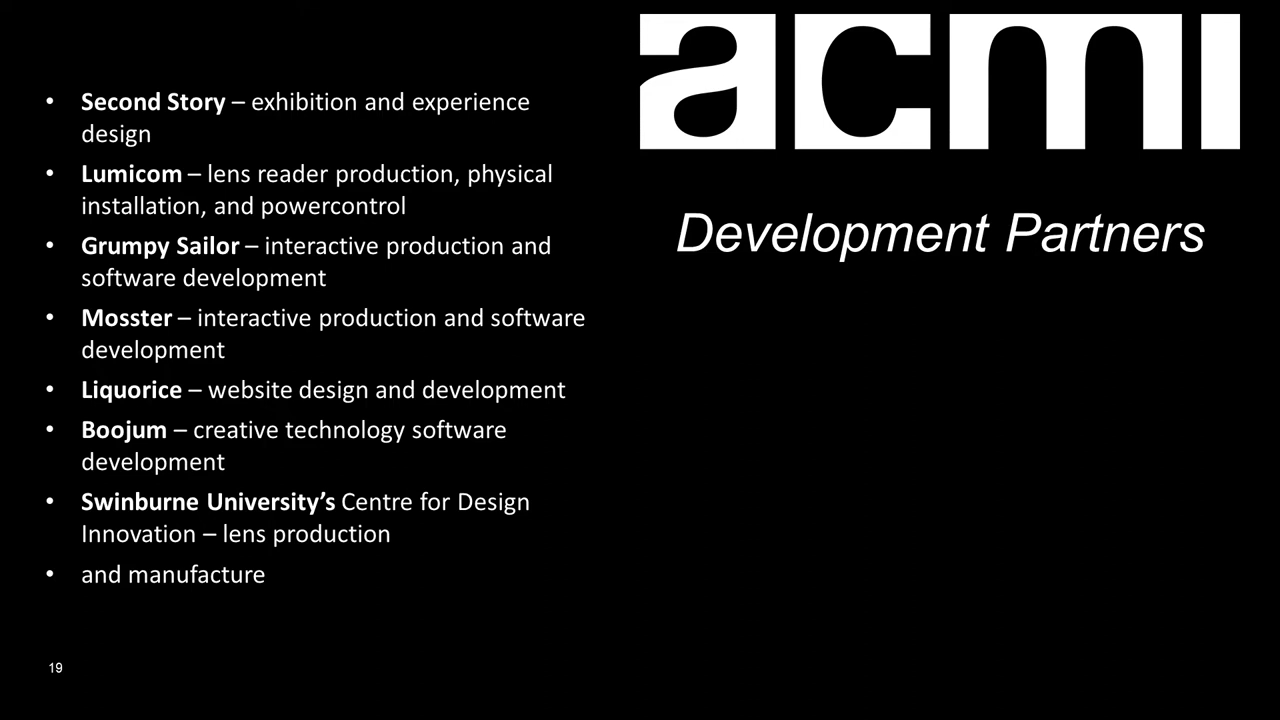 acmi
Development Partners
• Second Story – exhibition and experience
design
• Lumicom – lens reader production, physical
installation, and powercontrol
• Grumpy Sailor – interactive production and
software development
• Mosster – interactive production and software
development
• Liquorice – website design and development
• Boojum – creative technology software
development
• Swinburne University’s Centre for Design
Innovation – lens production
• and manufacture
19